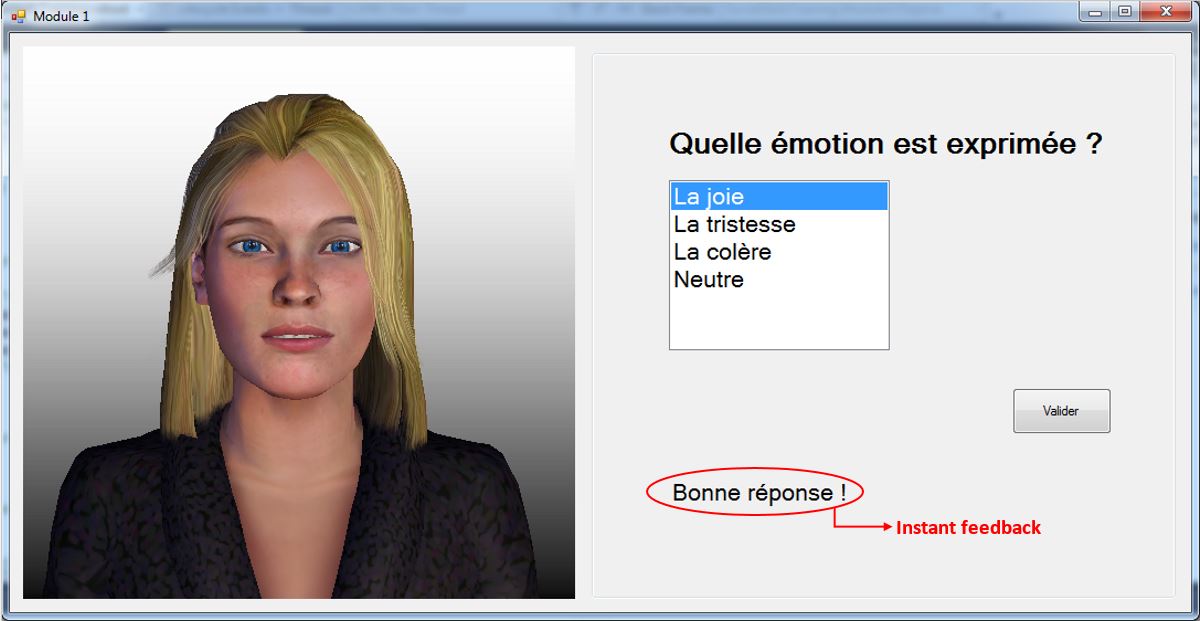 Module 1
Quelle émotion est exprimée ?
La joie
La tristesse
La colère
Neutre
Valider
Bonne réponse !
Instant feedback